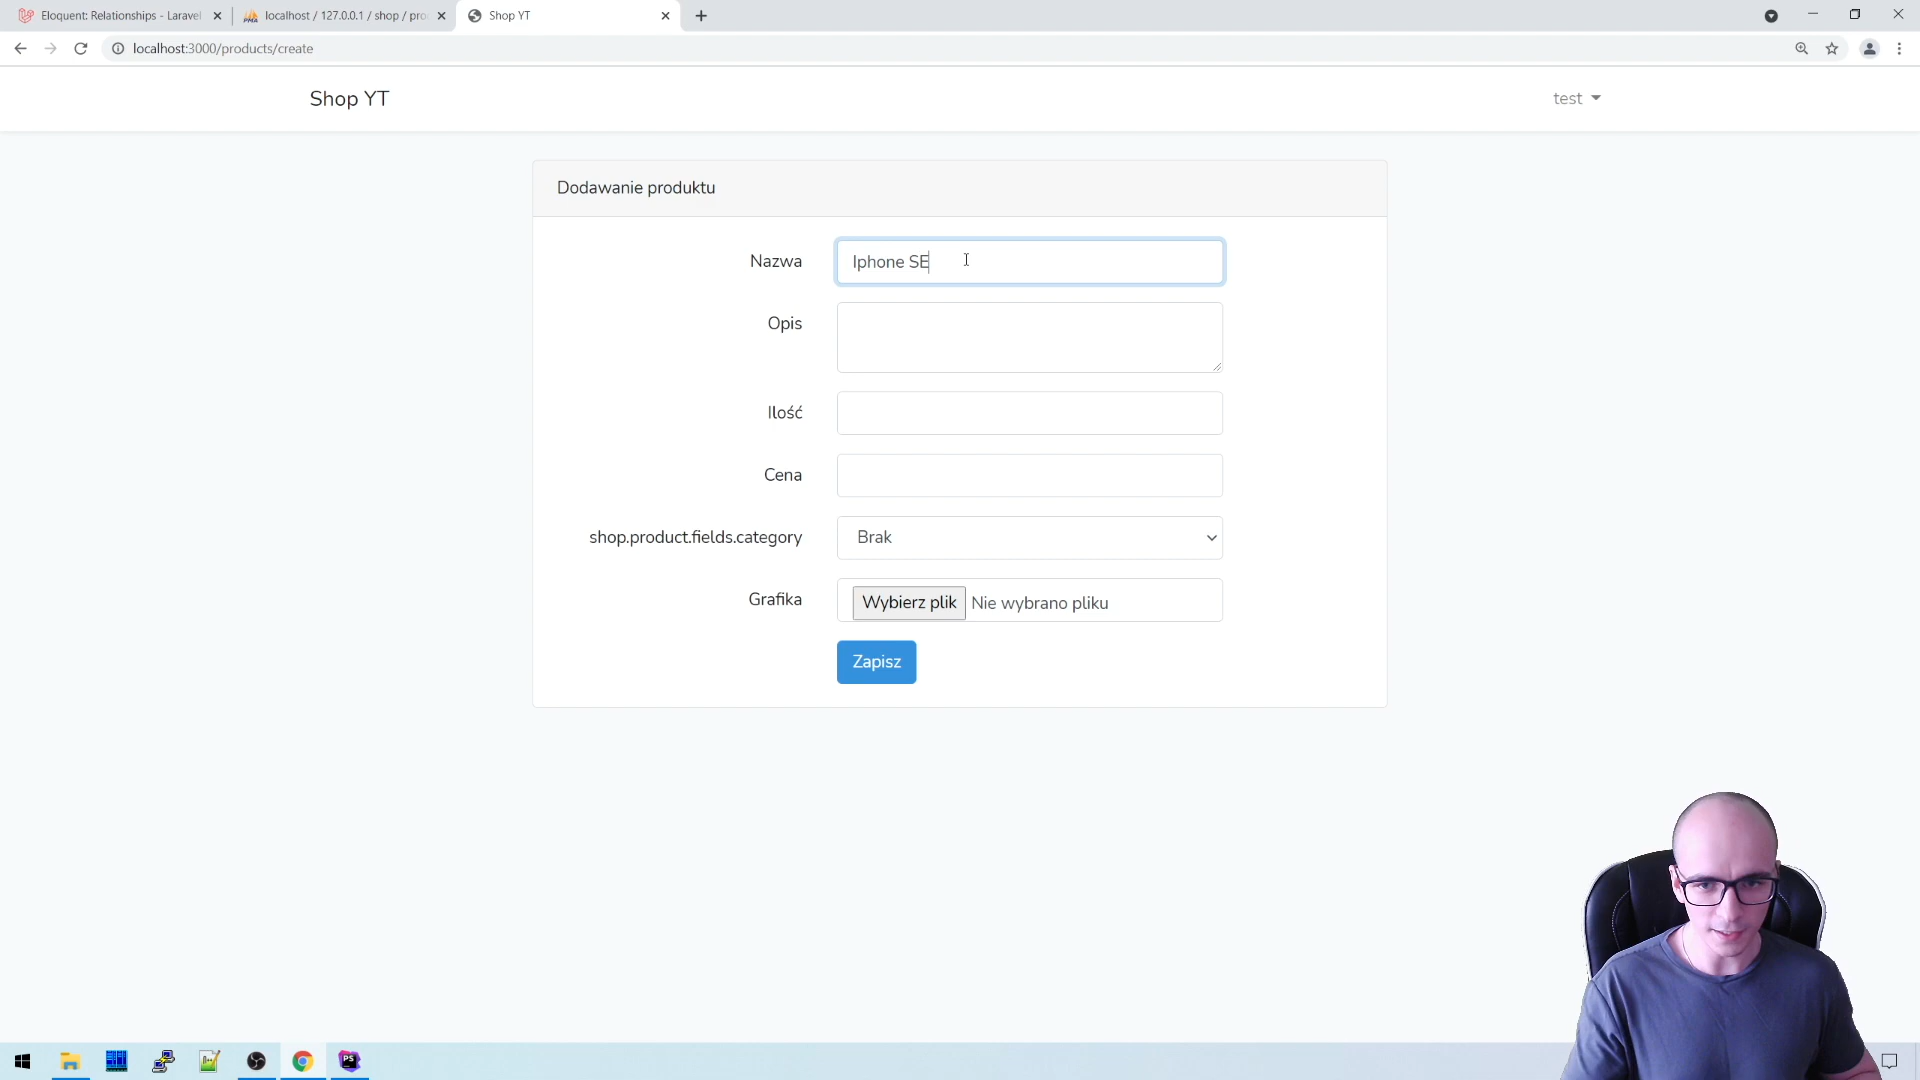 Eloquent: Relationships - Laravel
localhost / 127.0.0.1 / shop / pro
Shop YT
localhost:3000/products/create
Shop YT
test
Dodawanie produktu
Nazwa
Iphone SE
Opis
Ilość
Cena
shop.product.fields.category
Brak
Grafika
Wybierz plik Nie wybrano pliku
Zapisz
PS